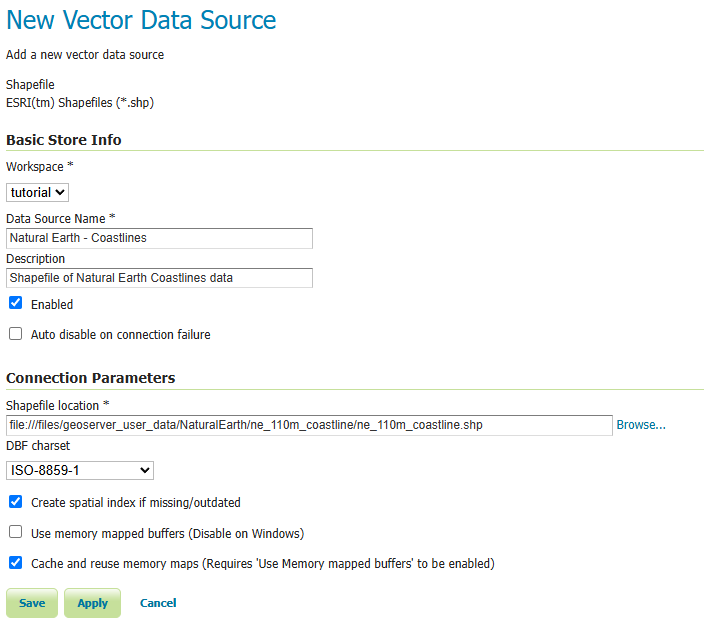 New Vector Data Source
Add a new vector data source
Shapefile
ESRI(tm) Shapefiles (*.shp)
Basic Store Info
Workspace *
tutorial
Data Source Name *
Natural Earth - Coastlines
Description
Shapefile of Natural Earth Coastlines data
Enabled
Auto disable on connection failure
Connection Parameters
Shapefile location *
file:///files/geoserver_user_data/NaturalEarth/ne_110m_coastline/ne_110m_coastline.shp Browse...
DBF charset
ISO-8859-1
Create spatial index if missing/outdated
Use memory mapped buffers (Disable on Windows)
Cache and reuse memory maps (Requires 'Use Memory mapped buffers' to be enabled)
Save Apply Cancel